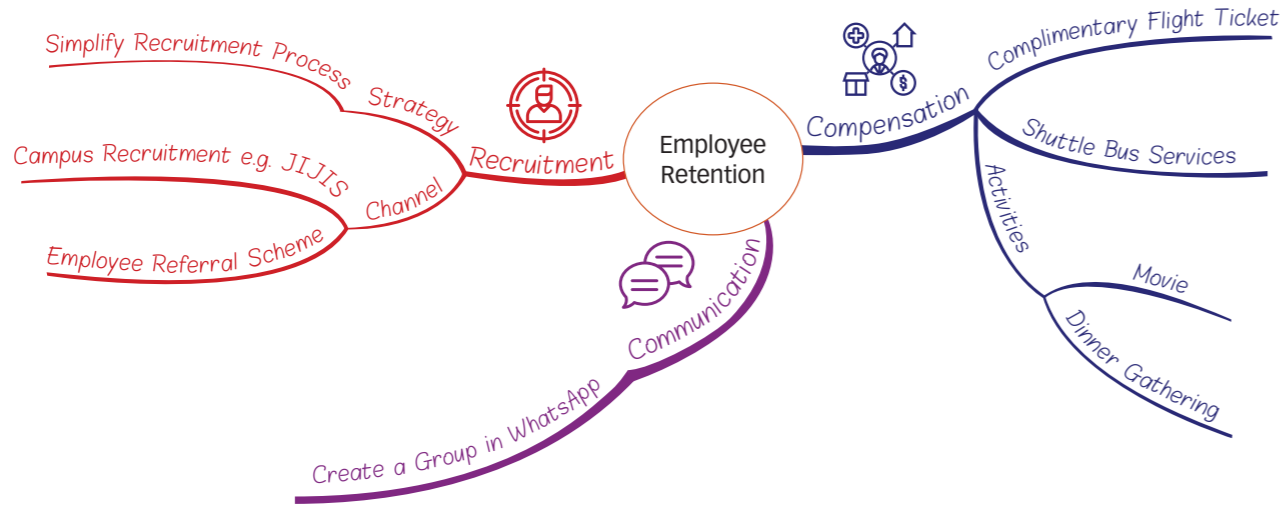 Employee
Retention
Compensation
Complimentary Flight Ticket
Shuttle Bus Services
Activities
Movie
Dinner Gathering
Communication
Create a Group in WhatsApp
Recruitment
Strategy
Simplify Recruitment Process
Channel
Campus Recruitment e.g. JIJIS
Employee Referral Scheme
$